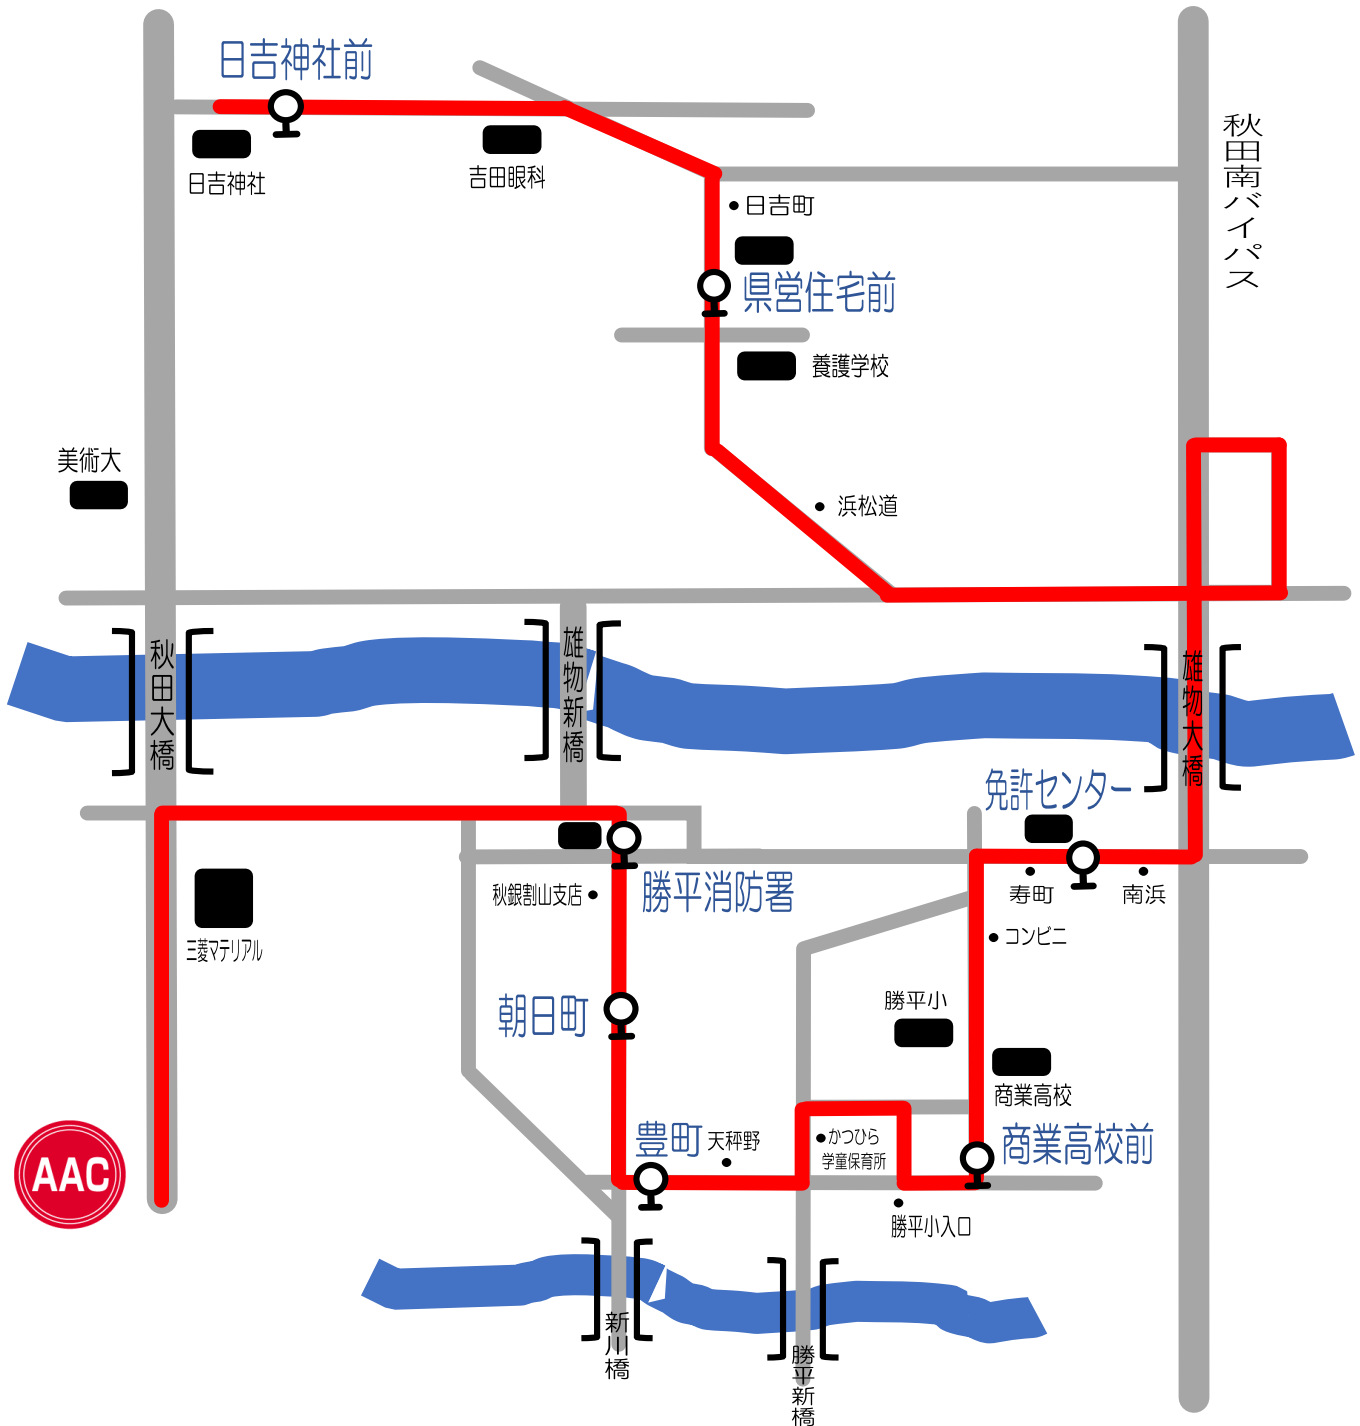 日吉神社前
日吉神社
吉田眼科
秋田南バイパス
日吉町
県営住宅前
養護学校
美術大
浜松道
秋田大橋
雄物新橋
雄物大橋
免許センター
寿町
南浜
勝平消防署
秋銀割山支店
三菱マテリアル
コンビニ
勝平小
朝日町
商業高校
AAC
豊町
天秤野
かつひら
学童保育所
商業高校前
勝平小入口
新川橋
勝平新橋